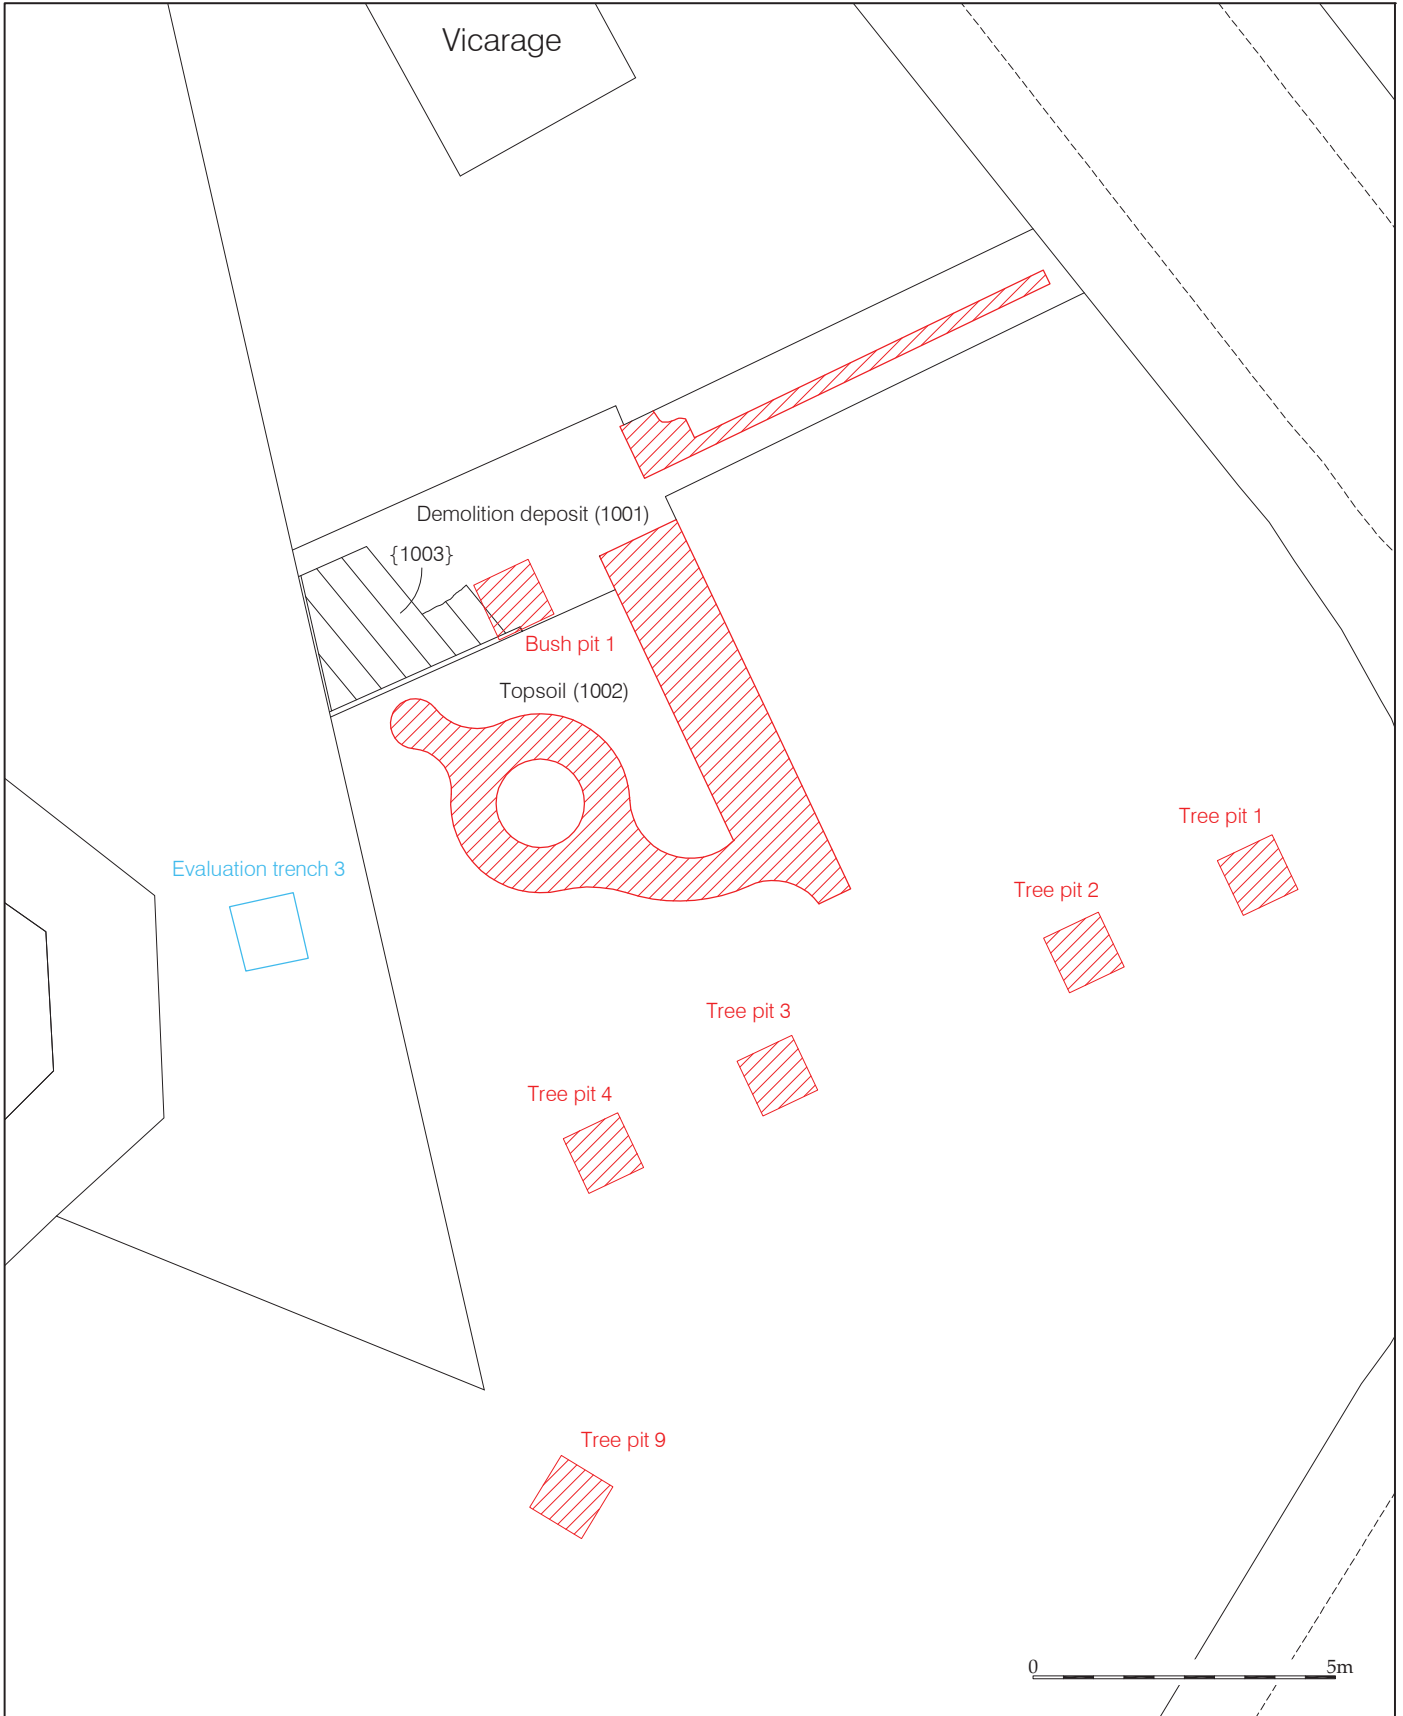 Vicarage
Demolition deposit (1001)
{1003}
Bush pit 1
Topsoil (1002)
Tree pit 1
Evaluation trench 3
Tree pit 2
Tree pit 3
Tree pit 4
Tree pit 9
0 5m